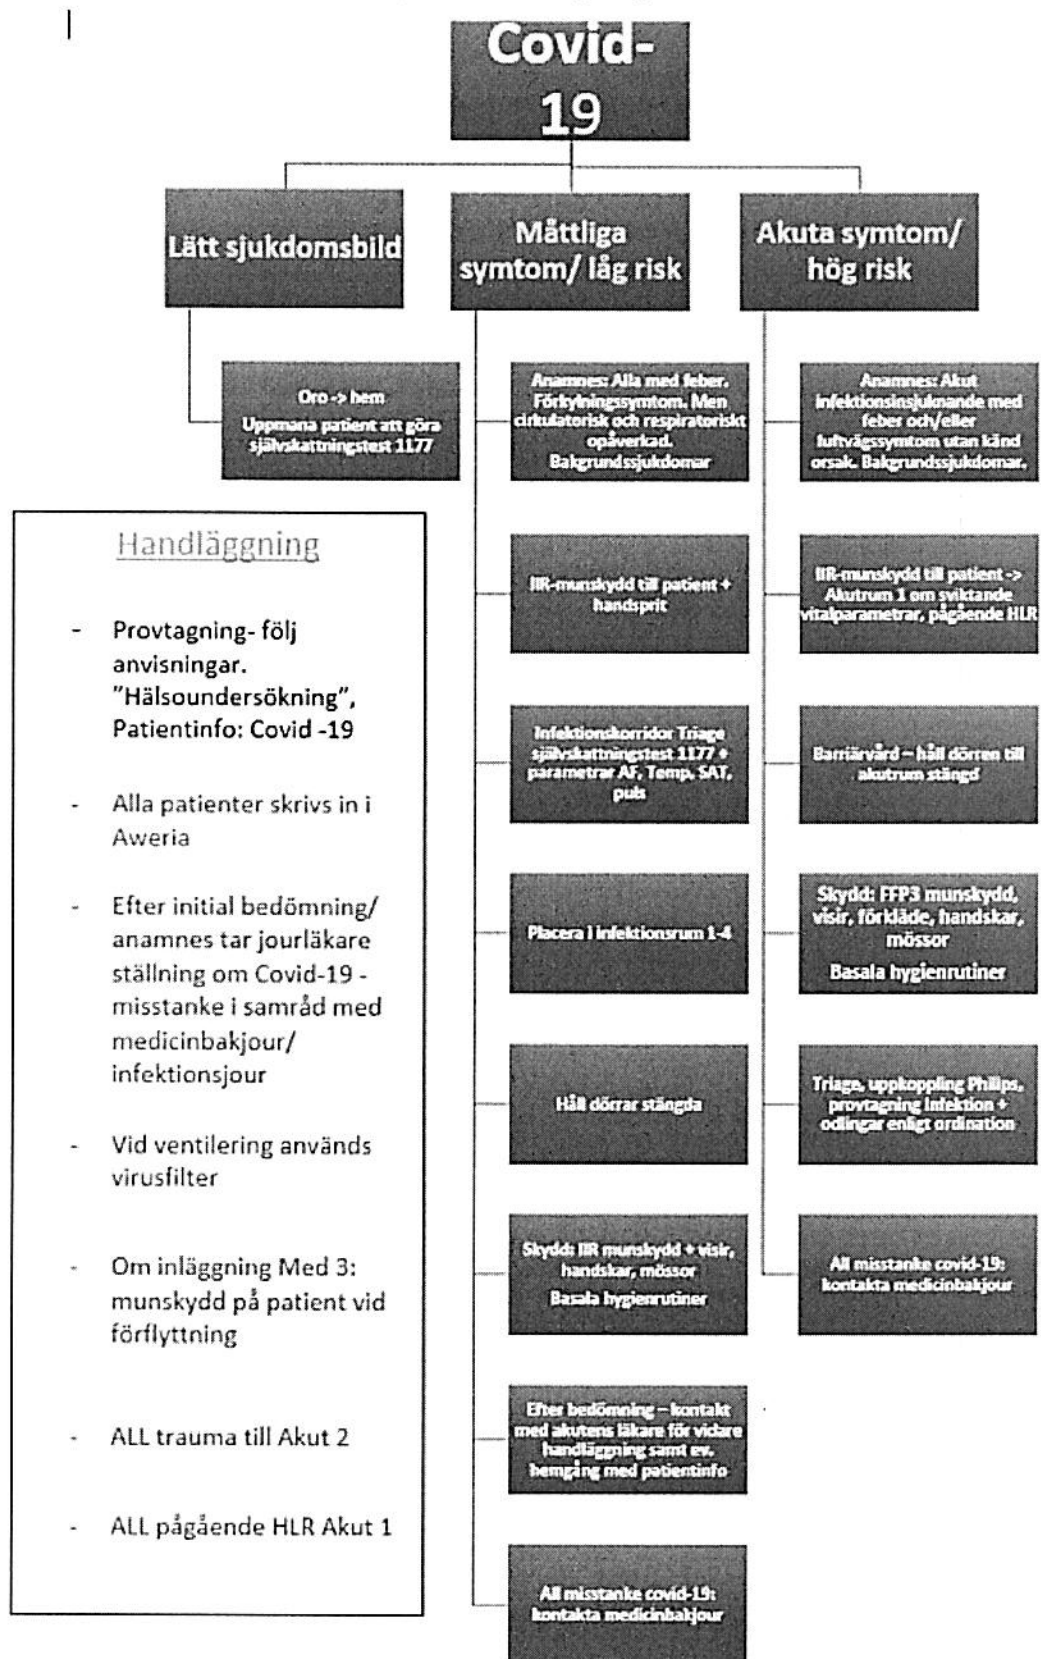 Covid-
19
Lätt sjukdomsbild
Måttliga
symtom/ låg risk
Akuta symtom/
hög risk
Oro -> hem
Uppmana patient att göra
självskattningstest 1177
Anamnes: Alla med feber.
Förkylningssymtom. Men
cirkulatorisk och respiratoriskt
opåverkad.
Bakgrundssjukdomar
IIR-munskydd till patient +
handsprit
Infektionskorridor Triage
självskattningstest 1177 +
parametrar AF, Temp, SAT,
puls
Placera i infektionsrum 1-4
Håll dörrar stängda
Skydd: IIR munskydd + visir,
handskar, mössor
Basala hygienrutiner
Efter bedömning – kontakt
med akutens läkare för vidare
handläggning samt ev.
hemgång med patientinfo
All misstanke covid-19:
kontakta medicinbakjour
Anamnes: Akut
infektionsinsjuknande med
feber och/eller
luftvägssymtom utan känd
orsak. Bakgrundssjukdomar.
IIR-munskydd till patient ->
Akutrum 1 om sviktande
vitalparametrar, pågående HLR
Barriärvård – håll dörren till
akutrum stängd
Skydd: FFP3 munskydd,
visir, förkläde, handskar,
mössor
Basala hygienrutiner
Triage, uppkoppling Philips,
provtagning Infektion +
odlingar enligt ordination
All misstanke covid-19:
kontakta medicinbakjour
Handläggning
- Provtagning- följ
anvisningar.
"Hälsoundersökning",
Patientinfo: Covid -19
- Alla patienter skrivs in i
Aweria
- Efter initial bedömning/
anamnes tar jourläkare
ställning om Covid-19 -
misstanke i samråd med
medicinbakjour/
infektionsjour
- Vid ventilering används
virusfilter
- Om inläggning Med 3:
munskydd på patient vid
förflyttning
- ALL trauma till Akut 2
- ALL pågående HLR Akut 1